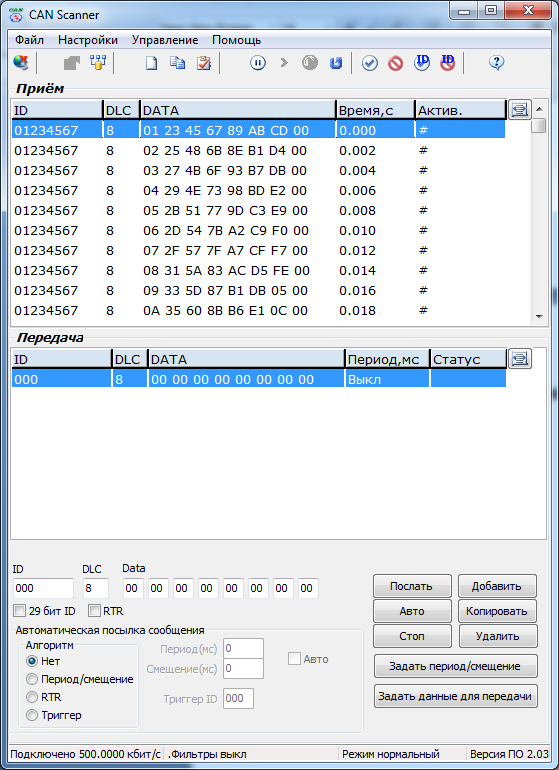 CAN Scanner
Файл Настройки Управление Помощь
ID ID
Приём
ID DLC DATA Время,с Актив.
01234567 8 01 23 45 67 89 AB CD 00 0.000 #
01234567 8 02 25 48 6B 8E B1 D4 00 0.002 #
01234567 8 03 27 4B 6F 93 B7 DB 00 0.004 #
01234567 8 04 29 4E 73 98 BD E2 00 0.006 #
01234567 8 05 2B 51 77 9D C3 E9 00 0.008 #
01234567 8 06 2D 54 7B A2 C9 F0 00 0.010 #
01234567 8 07 2F 57 7F A7 CF F7 00 0.012 #
01234567 8 08 31 5A 83 AC D5 FE 00 0.014 #
01234567 8 09 33 5D 87 B1 DB 05 00 0.016 #
01234567 8 0A 35 60 8B B6 E1 0C 00 0.018 #
Передача
ID DLC DATA Период,мс Статус
000 8 00 00 00 00 00 00 00 00 Выкл
ID DLC Data
000 8 00 00 00 00 00 00 00 00
Послать Добавить
29 бит ID RTR
Авто Копировать
Автоматическая посылка сообщения
Стоп Удалить
Алгоритм
Нет
Период/смещение
RTR
Триггер
Период(мс) 0
Смещение(мс) 0
Авто
Триггер ID 000
Задать период/смещение
Задать данные для передачи
Подключено 500.0000 кбит/с .Фильтры выкл Режим нормальный Версия ПО 2.03